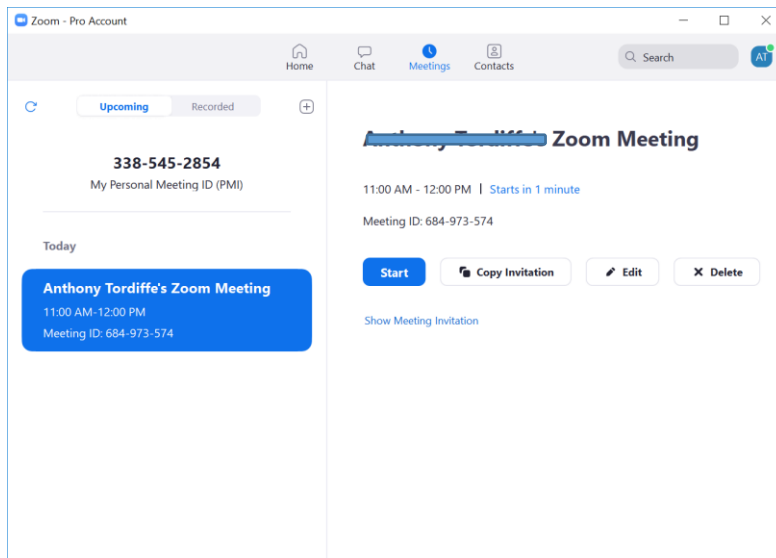 Zoom - Pro Account
Home
Chat
Meetings
Contacts
Search
AT
Upcoming
Recorded
338-545-2854
My Personal Meeting ID (PMI)
Today
Anthony Tordiffe's Zoom Meeting
11:00 AM-12:00 PM
Meeting ID: 684-973-574
Zoom Meeting
11:00 AM - 12:00 PM | Starts in 1 minute
Meeting ID: 684-973-574
Start
Copy Invitation
Edit
Delete
Show Meeting Invitation